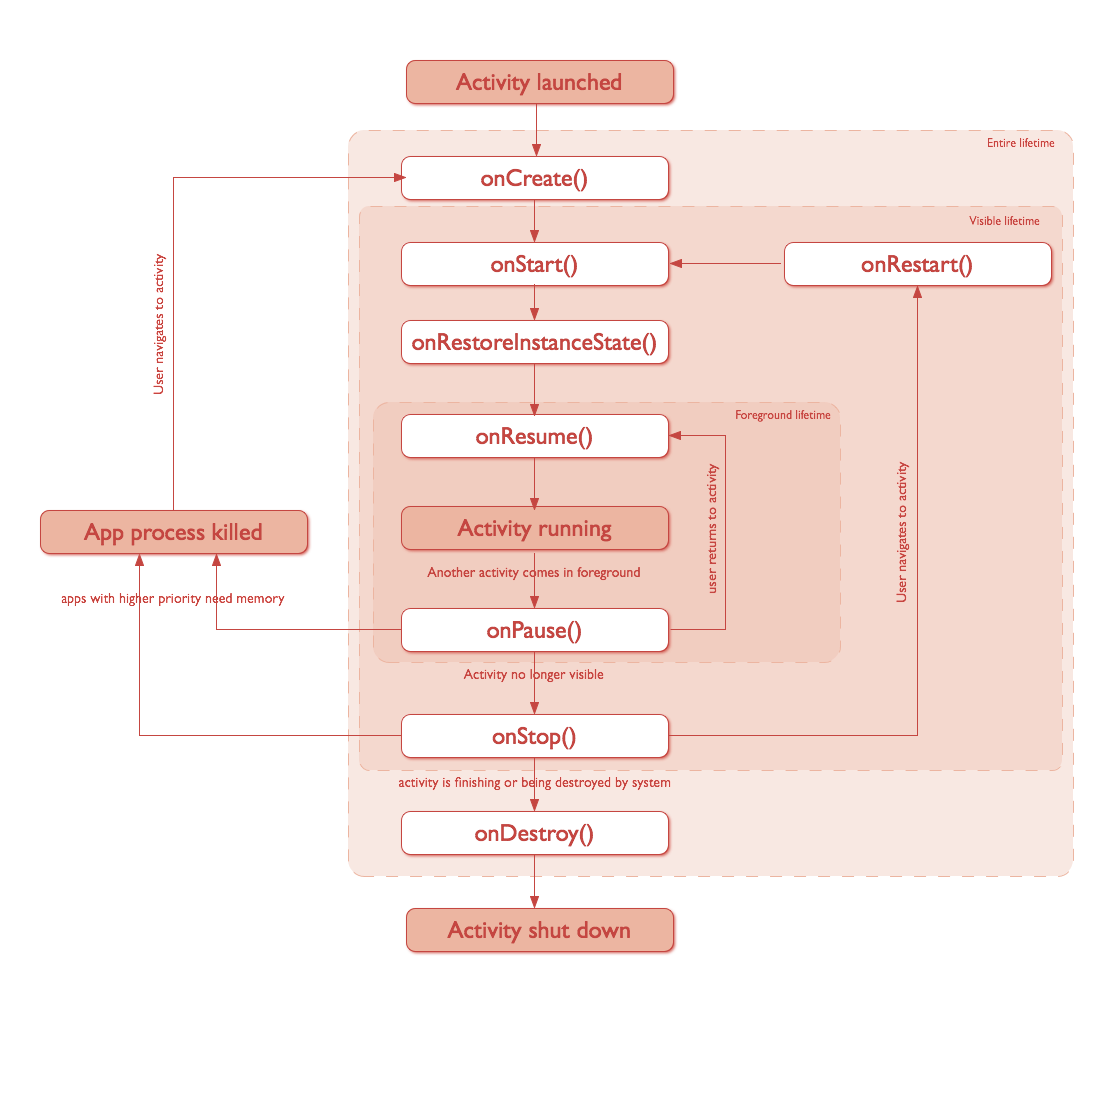 Activity launched
Entire lifetime
onCreate()
Visible lifetime
onStart()
onRestart()
User navigates to activity
onRestoreInstanceState()
Foreground lifetime
onResume()
user returns to activity
User navigates to activity
App process killed
Activity running
Another activity comes in foreground
apps with higher priority need memory
onPause()
Activity no longer visible
onStop()
activity is finishing or being destroyed by system
onDestroy()
Activity shut down